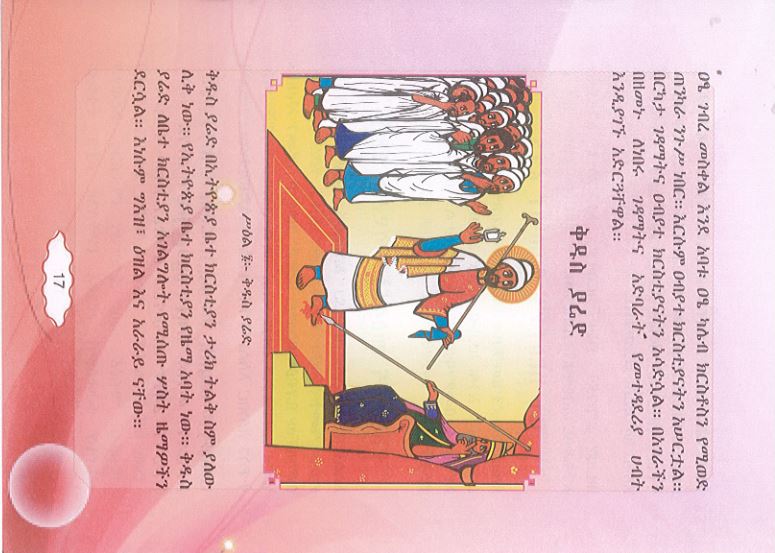 ዐፄ ገብረ መስቀል እንደ አባቱ ዐፄ ካሌብ ክርስቶስን የሚወድ
ጠንካራ ንጉሥ ነበር። እርሱም ዐብያተ ክርስቲያናትን አሠርቷል።
በርካታ ገዳማትና ዐብያተ ክርስቲያናትን አሳድሷል። በአገራችን
በዘመኑ ለነበሩ ገዳማትና አድባራት የመተዳደሪያ ሀብት
እንዲያገኙ አድርጓቸዋል።
ቅዱስ ያሬድ
ሥዕል ፯፦ ቅዱስ ያሬድ
ቅዱስ ያሬድ በኢትዮጵያ ቤተ ክርስቲያን ታሪክ ትልቅ ስም ያለው
ሊቅ ነው። የኢትዮጵያ ቤተ ክርስቲያን የዜማ አባት ነው። ቅዱስ
ያሬድ ለቤተ ክርስቲያን አገልግሎት የሚሰጡ ሦስት ዜማዎችን
ደርሷል። እነሱም ግእዝ፣ ዕዝል እና አራራይ ናቸው።
17